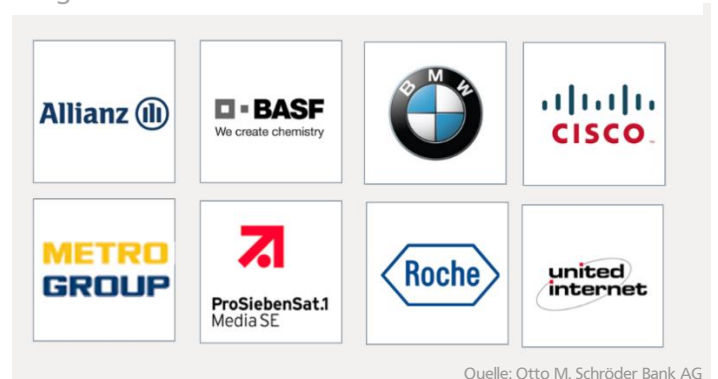 Allianz
BASF
We create chemistry
BMW
CISCO
METRO
GROUP
ProSiebenSat.1
Media SE
Roche
united
internet
Quelle: Otto M. Schröder Bank AG